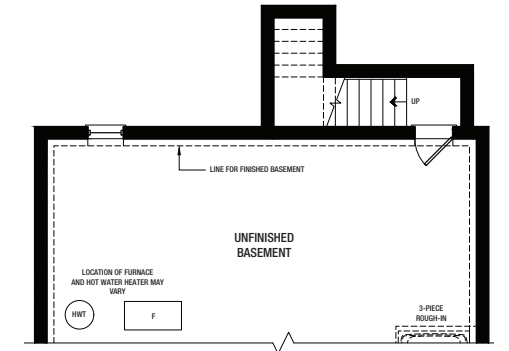 UP
LINE FOR FINISHED BASEMENT
UNFINISHED
BASEMENT
LOCATION OF FURNACE
AND HOT WATER HEATER MAY
VARY
HWT
F
3-PIECE
ROUGH-IN